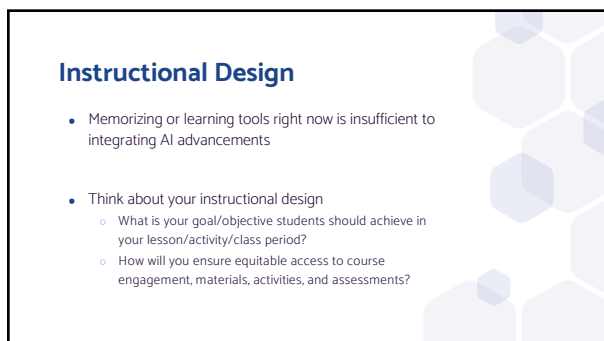 Instructional Design
● Memorizing or learning tools right now is insufficient to
integrating AI advancements
● Think about your instructional design
○ What is your goal/objective students should achieve in
your lesson/activity/class period?
○ How will you ensure equitable access to course
engagement, materials, activities, and assessments?